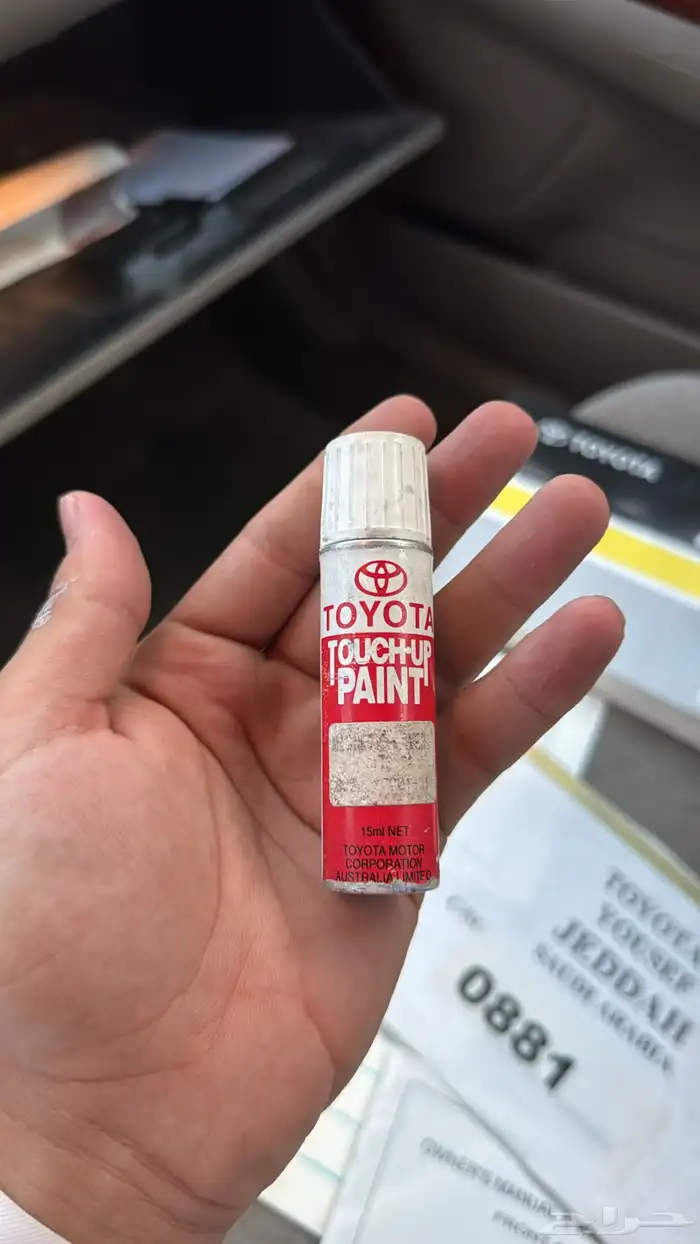 TOYOTA
TOYOTA
TOUCH-UP
PAINT
15ml NET
TOYOTA MOTOR
CORPORATION
AUSTRALIA LIMITED
TOYOTA
YOUSEF
JEDDAH
SAUDI ARABIA
0881
OWNER'S MANUAL
حراج